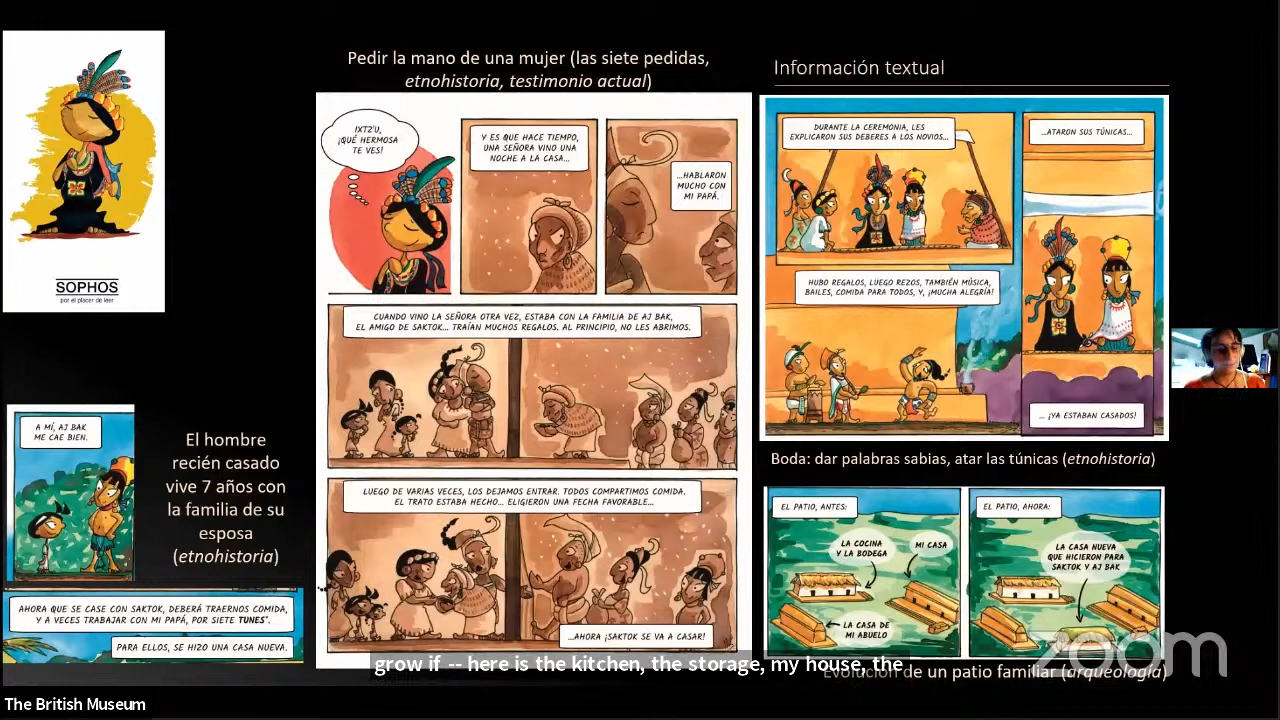 SOPHOS
por el placer de leer
A MÍ, AJ BAK
ME CAE BIEN.
El hombre
recién casado
vive 7 años con
la familia de su
esposa
(etnohistoria)
AHORA QUE SE CASE CON SAKTOK, DEBERÁ TRAERNOS COMIDA,
Y A VECES TRABAJAR CON MI PAPÁ, POR SIETE TUNES*.
PARA ELLOS, SE HIZO UNA CASA NUEVA.
Pedir la mano de una mujer (las siete pedidas,
etnohistoria, testimonio actual)
IXTZ'U,
¡QUÉ HERMOSA
TE VES!
Y ES QUE HACE TIEMPO,
UNA SEÑORA VINO UNA
NOCHE A LA CASA...
...HABLARON
MUCHO CON
MI PAPÁ.
CUANDO VINO LA SEÑORA OTRA VEZ, ESTABA CON LA FAMILIA DE AJ BAK,
EL AMIGO DE SAKTOK... TRAÍAN MUCHOS REGALOS. AL PRINCIPIO, NO LES ABRIMOS.
LUEGO DE VARIAS VECES, LOS DEJAMOS ENTRAR. TODOS COMPARTIMOS COMIDA.
EL TRATO ESTABA HECHO... ELIGIERON UNA FECHA FAVORABLE...
...AHORA ¡SAKTOK SE VA A CASAR!
Información textual
DURANTE LA CEREMONIA, LES
EXPLICARON SUS DEBERES A LOS NOVIOS...
...ATARON SUS TÚNICAS...
HUBO REGALOS, LUEGO REZOS, TAMBIÉN MÚSICA,
BAILES, COMIDA PARA TODOS, Y, ¡MUCHA ALEGRÍA!
... ¡YA ESTABAN CASADOS!
Boda: dar palabras sabias, atar las túnicas (etnohistoria)
EL PATIO, ANTES:
LA COCINA
Y LA BODEGA
MI CASA
LA CASA DE
MI ABUELO
EL PATIO, AHORA:
LA CASA NUEVA
QUE HICIERON PARA
SAKTOK Y AJ BAK
Evolución de un patio familiar (arqueología)
zoom
grow if -- here is the kitchen, the storage, my house, the
The British Museum